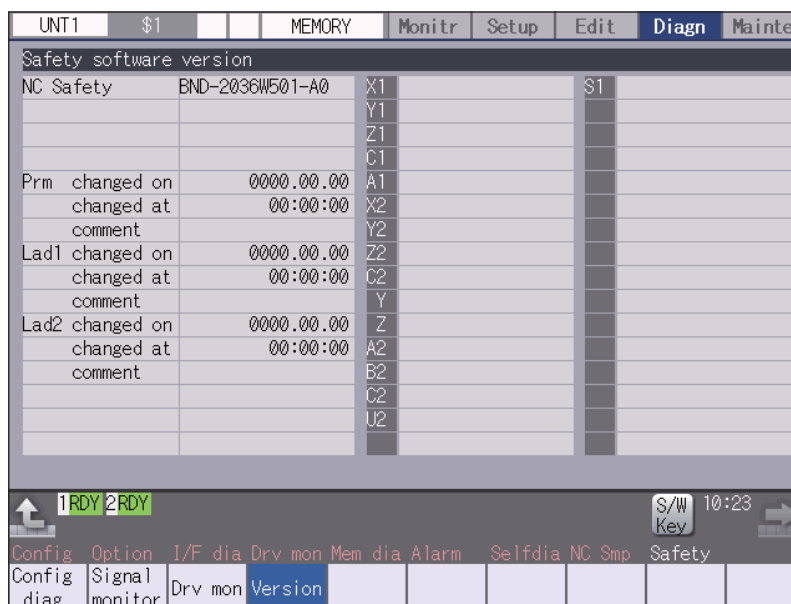 UNT1 $1 MEMORY Monitr Setup Edit Diagn Mainte
Safety software version
NC Safety BND-2036W501-A0 X1 S1
Y1
Z1
C1
Prm changed on 0000.00.00 A1
changed at 00:00:00 X2
comment Y2
Lad1 changed on 0000.00.00 Z2
changed at 00:00:00 C2
comment Y
Lad2 changed on 0000.00.00 Z
changed at 00:00:00 A2
comment B2
C2
U2
1RDY 2RDY S/W Key 10:23
Config Option I/F dia Drv mon Mem dia Alarm Selfdia NC Smp Safety
Config diag Signal monitor Drv mon Version